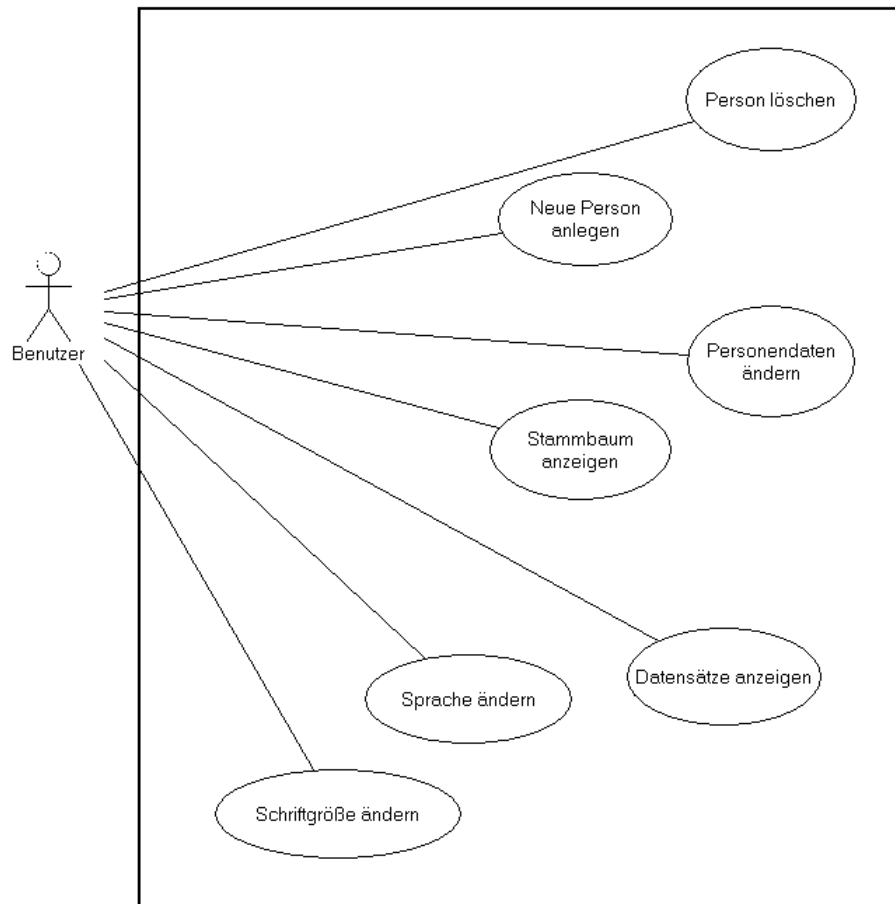 Person löschen
Neue Person
anlegen
Benutzer
Personendaten
ändern
Stammbaum
anzeigen
Datensätze anzeigen
Sprache ändern
Schriftgröße ändern